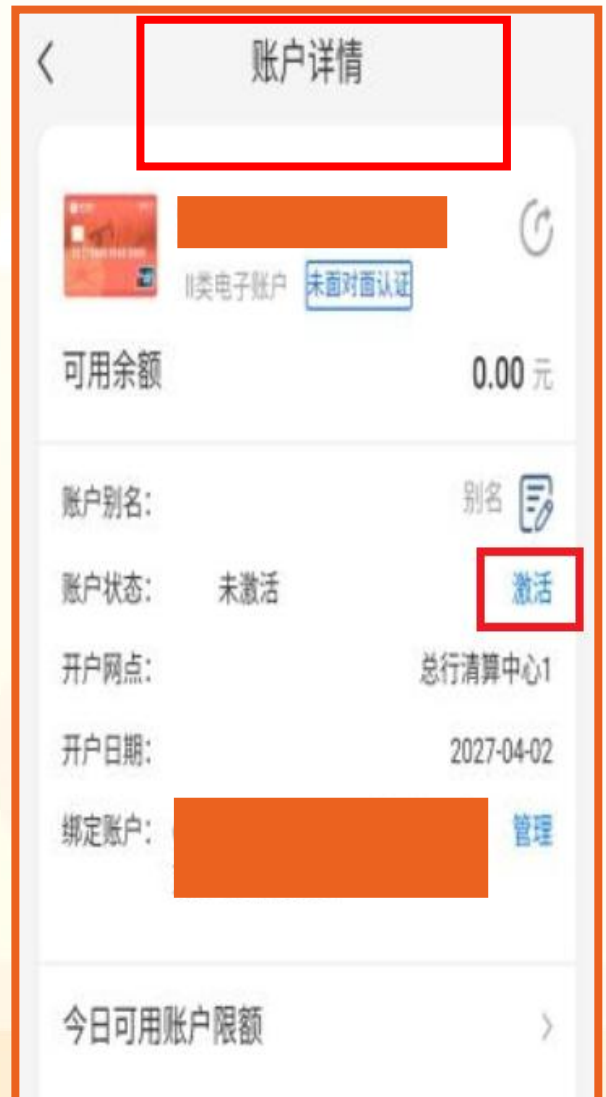 账户详情
II类电子账户 未面对面认证
可用余额 0.00 元
账户别名: 别名
账户状态: 未激活 激活
开户网点: 总行清算中心1
开户日期: 2027-04-02
绑定账户: 管理
今日可用账户限额